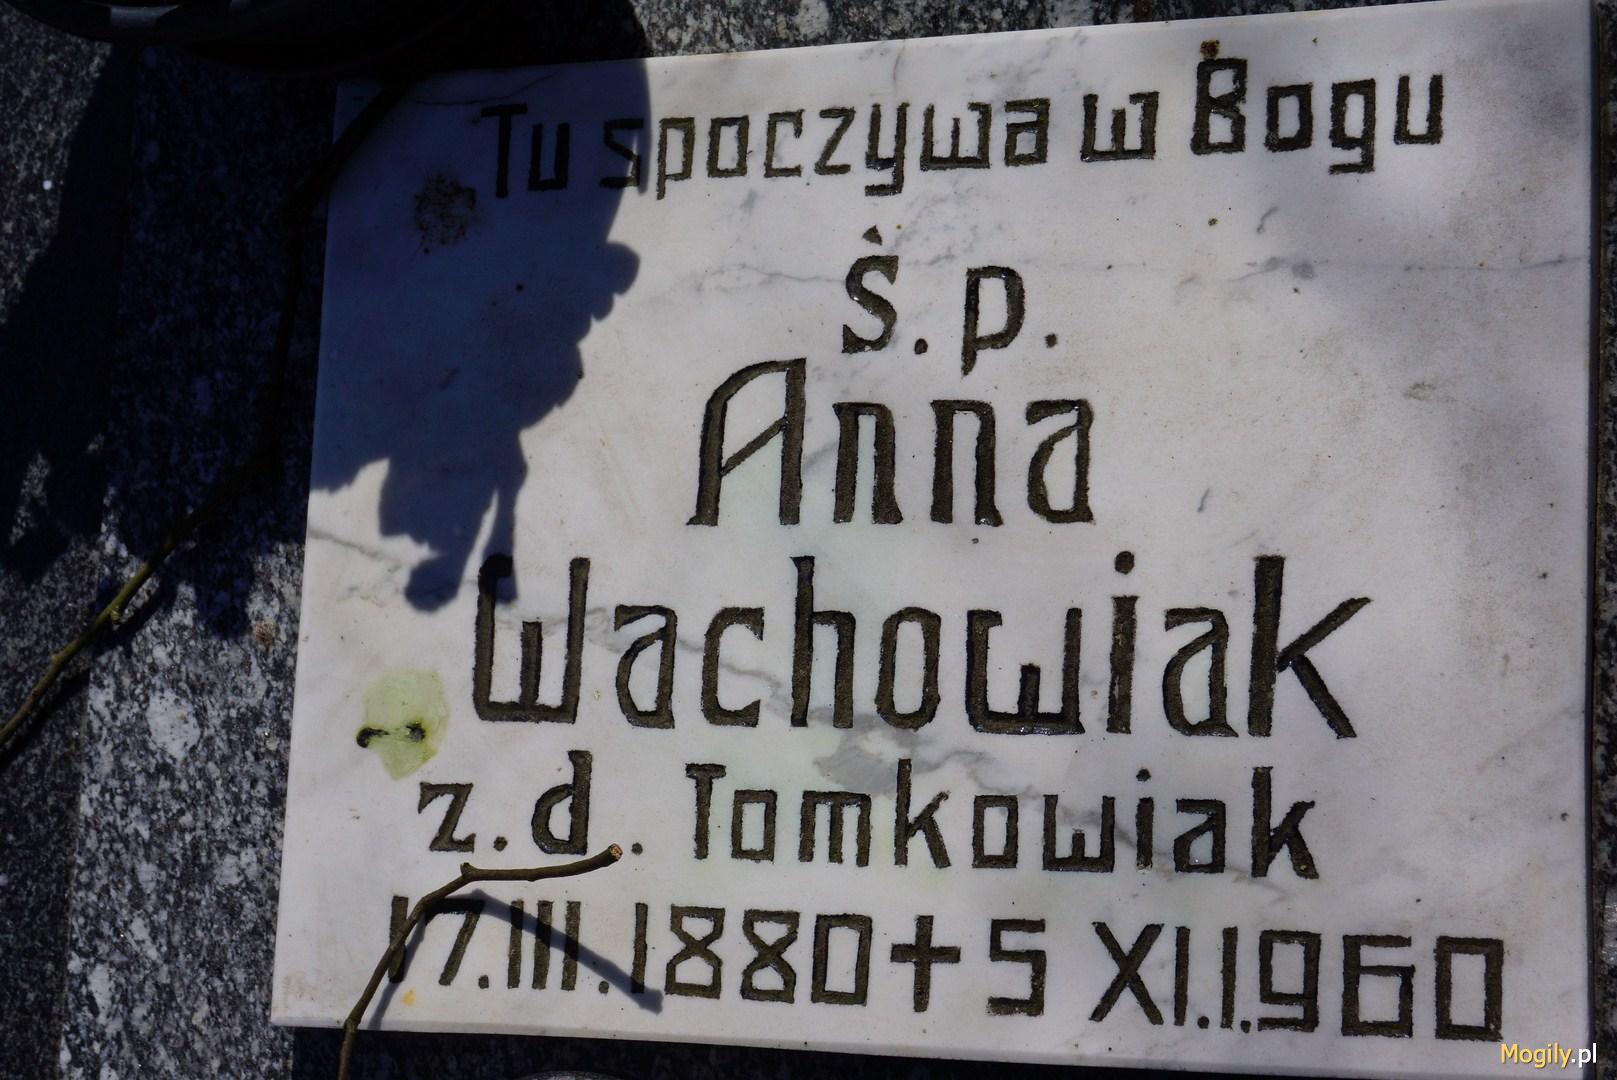 Tu spoczywa w Bogu
ś.p.
Anna
Wachowiak
z.d. Tomkowiak
17.III.1880 + 5 XI.1960
Mogily.pl